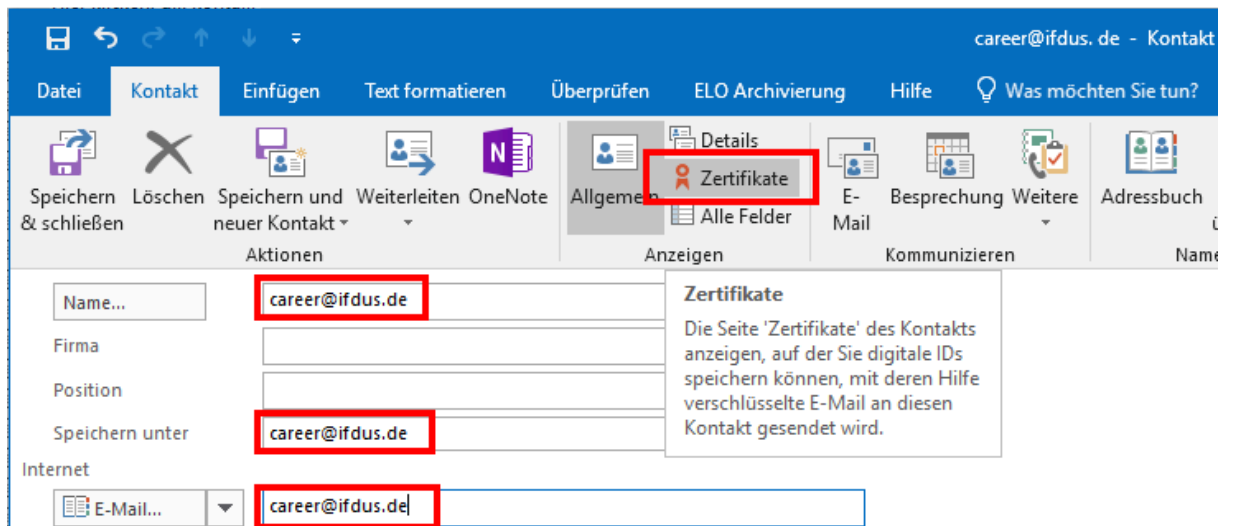 career@ifdus. de - Kontakt
Datei Kontakt Einfügen Text formatieren Überprüfen ELO Archivierung Hilfe Was möchten Sie tun?
Speichern & schließen
Löschen
Speichern und neuer Kontakt
Weiterleiten
OneNote
Aktionen
Allgemein
Details
Zertifikate
Alle Felder
Anzeigen
E-Mail
Besprechung
Weitere
Kommunizieren
Adressbuch
Name... career@ifdus.de
Firma
Position
Speichern unter career@ifdus.de
Internet
E-Mail... career@ifdus.de
Zertifikate
Die Seite 'Zertifikate' des Kontakts
anzeigen, auf der Sie digitale IDs
speichern können, mit deren Hilfe
verschlüsselte E-Mail an diesen
Kontakt gesendet wird.